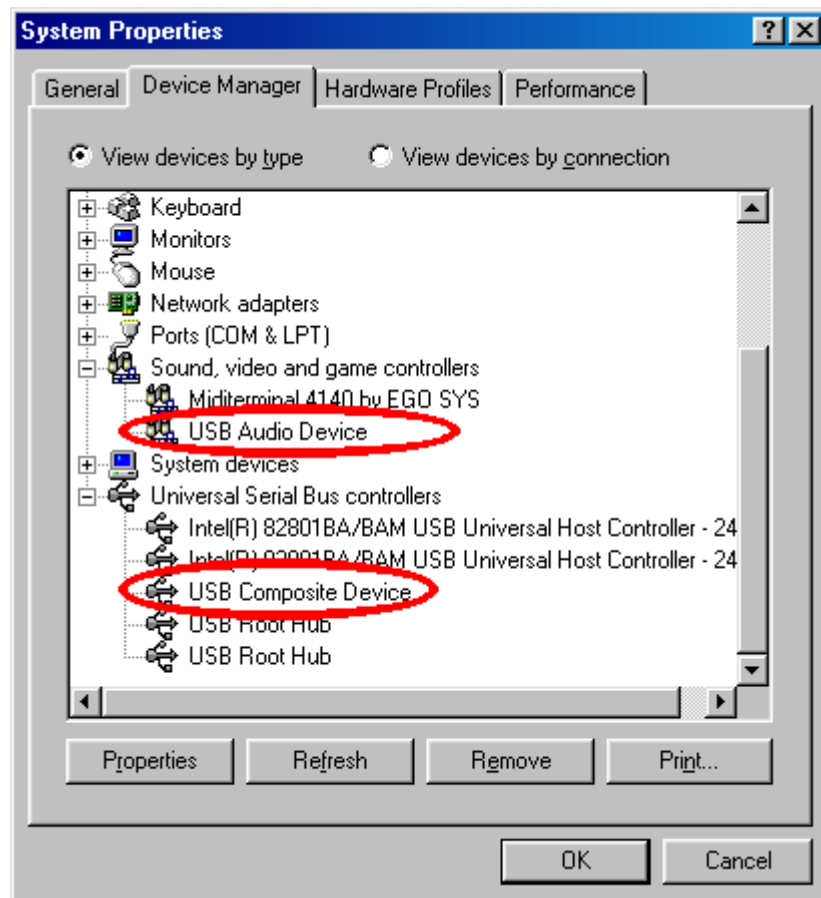 System Properties
General Device Manager Hardware Profiles Performance
View devices by type View devices by connection
Keyboard
Monitors
Mouse
Network adapters
Ports (COM & LPT)
Sound, video and game controllers
Miditerminal 4140 by EGO SYS
USB Audio Device
System devices
Universal Serial Bus controllers
Intel(R) 82801BA/BAM USB Universal Host Controller - 24
Intel(R) 82801BA/BAM USB Universal Host Controller - 24
USB Composite Device
USB Root Hub
USB Root Hub
Properties Refresh Remove Print...
OK Cancel